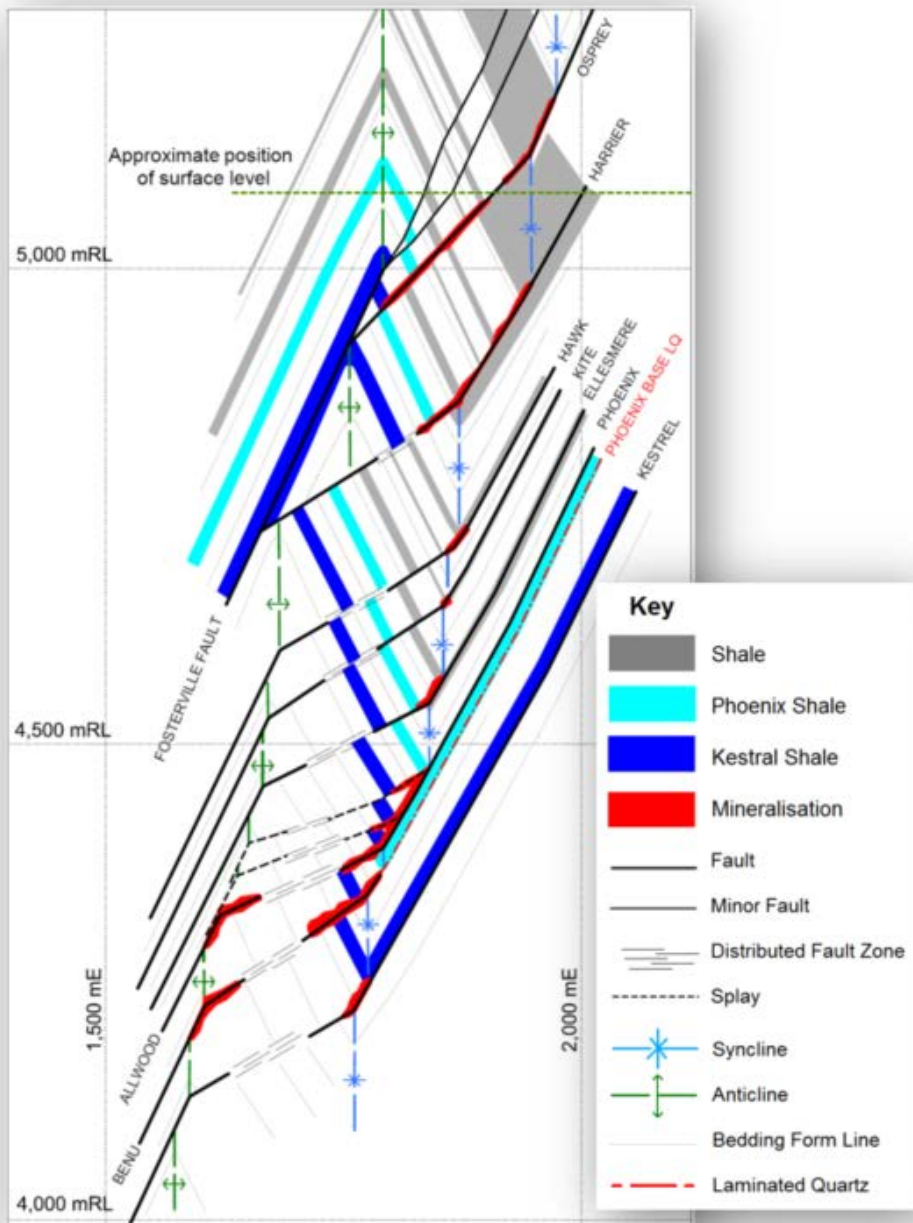 OSPREY
HARRIER
Approximate position
of surface level
5,000 mRL
HAWK
KITE
ELLESMERE
PHOENIX
PHOENIX BASE LQ
KESTREL
FOSTERVILLE FAULT
4,500 mRL
1,500 mE
2,000 mE
ALLWOOD
BENU
4,000 mRL
Key
Shale
Phoenix Shale
Kestral Shale
Mineralisation
Fault
Minor Fault
Distributed Fault Zone
Splay
Syncline
Anticline
Bedding Form Line
Laminated Quartz